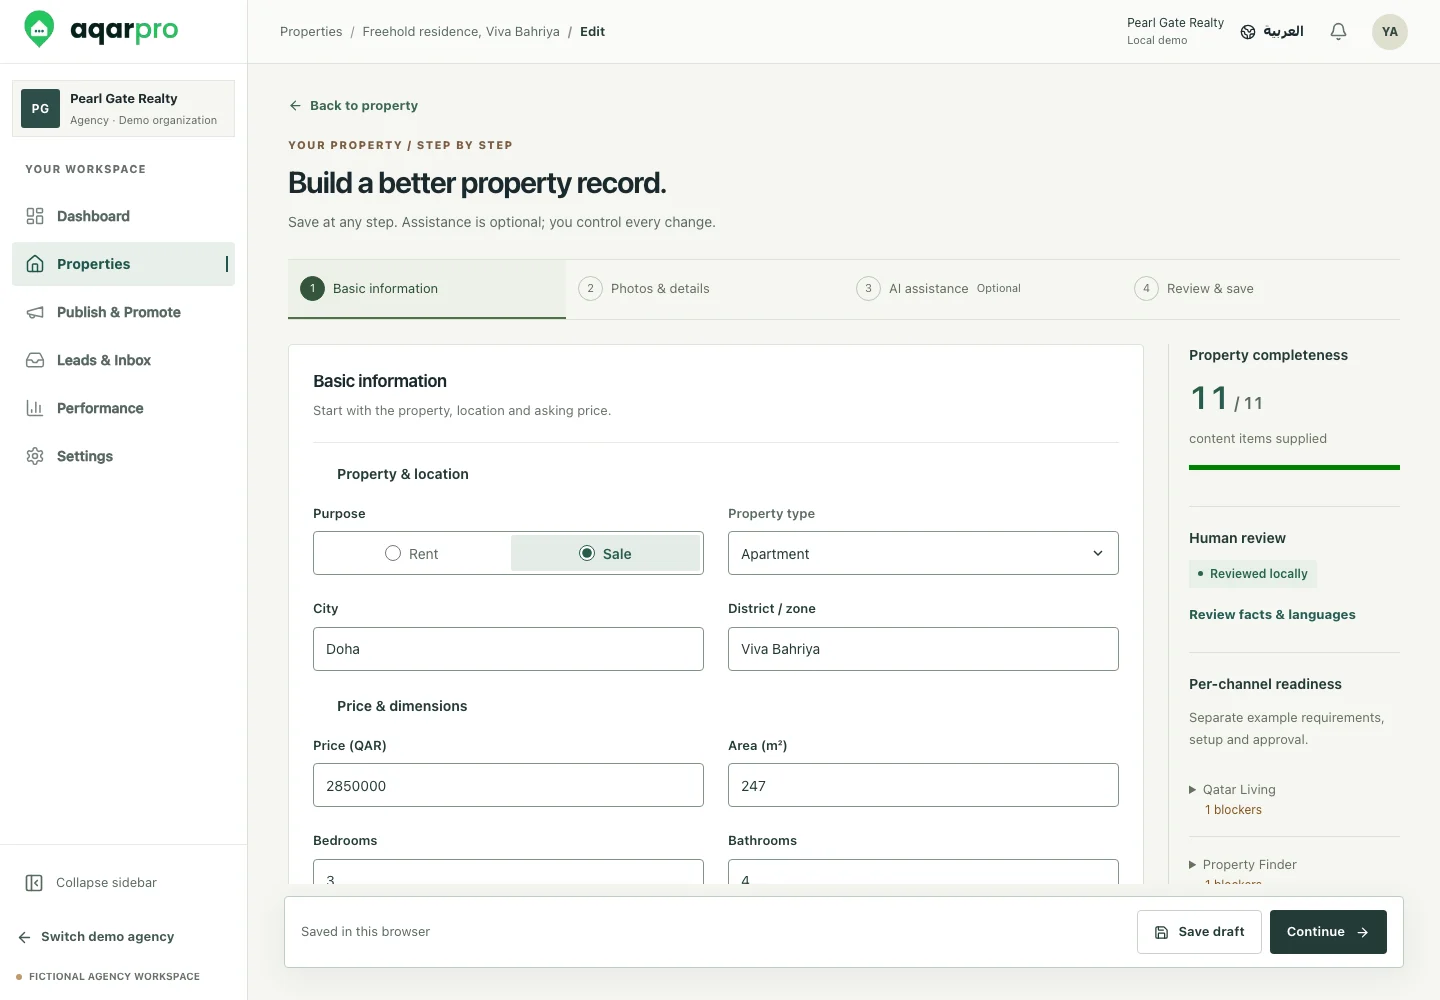 aqarpro
Properties / Freehold residence, Viva Bahriya / Edit
Pearl Gate Realty
Local demo
العربية
YA
PG
Pearl Gate Realty
Agency · Demo organization
YOUR WORKSPACE
Dashboard
Properties
Publish & Promote
Leads & Inbox
Performance
Settings
Collapse sidebar
Switch demo agency
FICTIONAL AGENCY WORKSPACE
Back to property
YOUR PROPERTY / STEP BY STEP
Build a better property record.
Save at any step. Assistance is optional; you control every change.
1 Basic information
2 Photos & details
3 AI assistance Optional
4 Review & save
Basic information
Start with the property, location and asking price.
Property & location
Purpose
Property type
Rent
Sale
Apartment
City
District / zone
Doha
Viva Bahriya
Price & dimensions
Price (QAR)
Area (m²)
2850000
247
Bedrooms
Bathrooms
3
4
Property completeness
11 / 11
content items supplied
Human review
Reviewed locally
Review facts & languages
Per-channel readiness
Separate example requirements,
setup and approval.
Qatar Living
1 blockers
Property Finder
1 blockers
Saved in this browser
Save draft
Continue